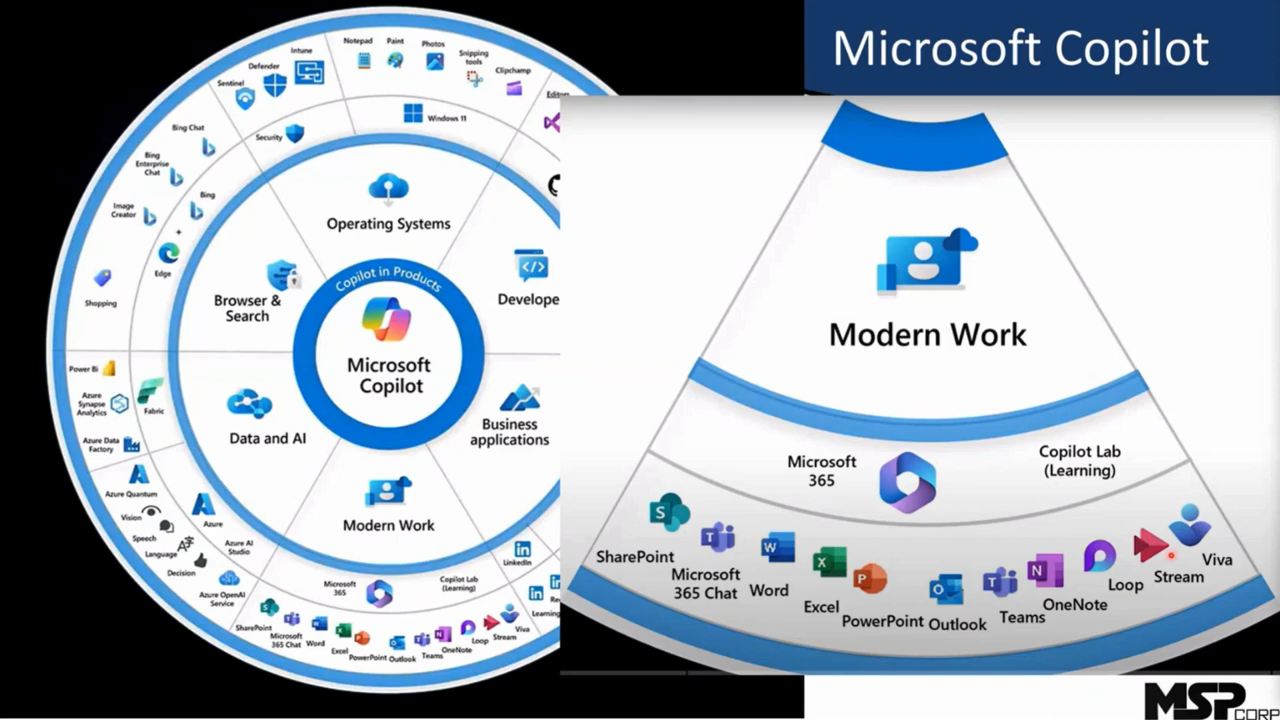 Microsoft Copilot
Notepad
Paint
Photos
Snipping
tools
Clipchamp
Intune
Defender
Sentinel
Editors
Windows 11
Security
Bing Chat
Bing
Enterprise
Chat
Bing
Image
Creator
+
Edge
Shopping
Operating Systems
Browser &
Search
Develope
Copilot in Products
Microsoft
Copilot
Data and AI
Business
applications
Modern Work
Power BI
Azure
Synapse
Analytics
Fabric
Azure Data
Factory
Azure Quantum
Vision
Speech
Language
Decision
Azure
Azure AI
Studio
Azure OpenAI
Service
Microsoft
365
Copilot Lab
(Learning)
LinkedIn
Learning
SharePoint
Microsoft
365 Chat
Word
Excel
PowerPoint
Outlook
Teams
OneNote
Loop
Stream
Viva
Modern Work
Microsoft
365
Copilot Lab
(Learning)
SharePoint
Microsoft
365 Chat
Word
Excel
PowerPoint
Outlook
Teams
OneNote
Loop
Stream
Viva
MSP
CORP